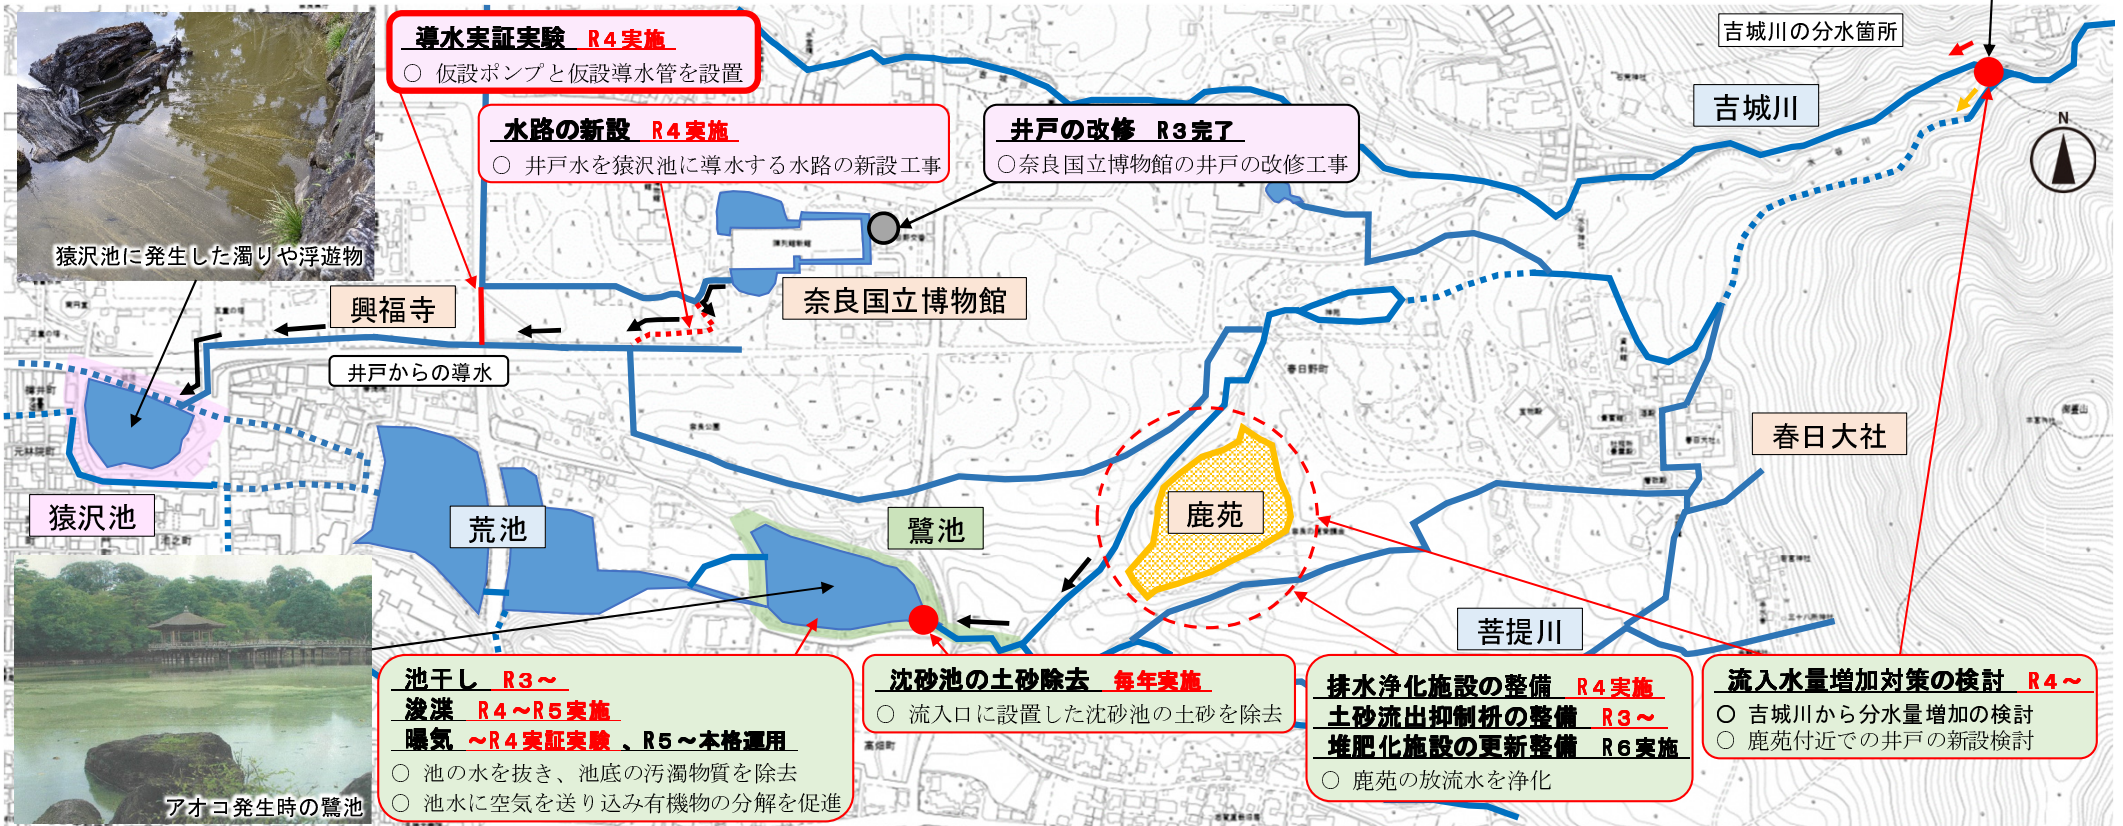 導水実証実験 R4実施
○ 仮設ポンプと仮設導水管を設置
吉城川の分水箇所
水路の新設 R4実施
○ 井戸水を猿沢池に導水する水路の新設工事
井戸の改修 R3完了
○奈良国立博物館の井戸の改修工事
吉城川
N
猿沢池に発生した濁りや浮遊物
興福寺
奈良国立博物館
井戸からの導水
春日野町
春日大社
猿沢池
荒池
鷺池
鹿苑
菩提川
池干し R3～
浚渫 R4～R5実施
曝気 ～R4実証実験 、R5～本格運用
○ 池の水を抜き、池底の汚濁物質を除去
○ 池水に空気を送り込み有機物の分解を促進
沈砂池の土砂除去 毎年実施
○ 流入口に設置した沈砂池の土砂を除去
排水浄化施設の整備 R4実施
土砂流出抑制枡の整備 R3～
堆肥化施設の更新整備 R6実施
○ 鹿苑の放流水を浄化
流入水量増加対策の検討 R4～
○ 吉城川から分水量増加の検討
○ 鹿苑付近での井戸の新設検討
高畑町
アオコ発生時の鷺池